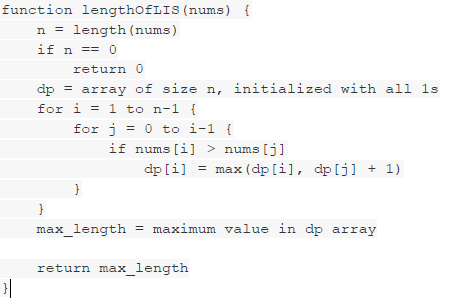 function lengthOfLIS(nums) {
    n = length(nums)
    if n == 0
        return 0
    dp = array of size n, initialized with all 1s
    for i = 1 to n-1 {
        for j = 0 to i-1 {
            if nums[i] > nums[j]
                dp[i] = max(dp[i], dp[j] + 1)
        }
    }
    max_length = maximum value in dp array

    return max_length
}